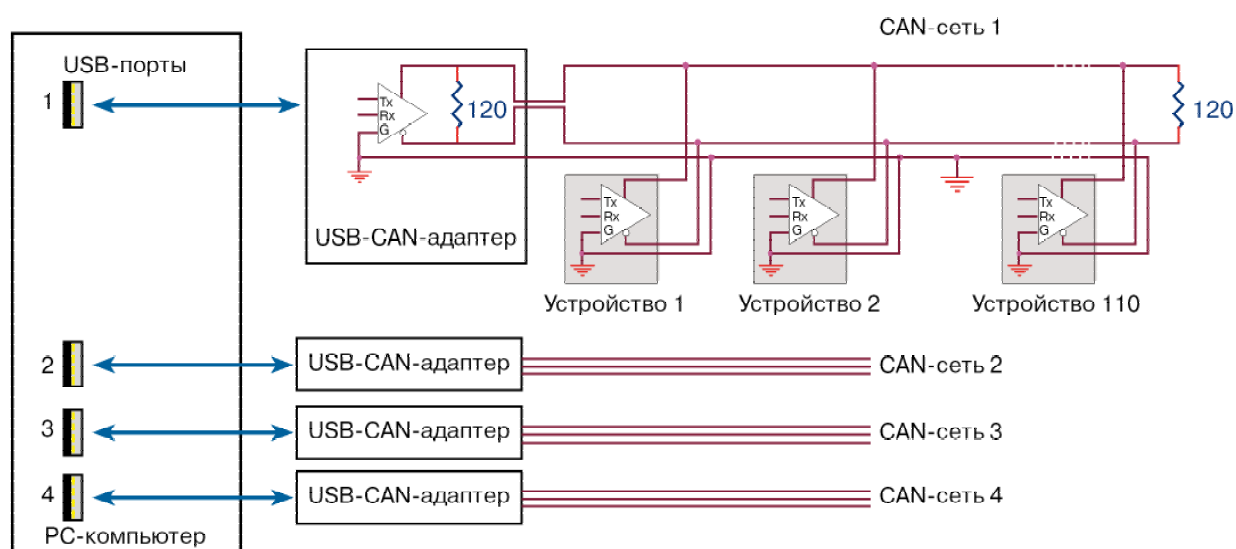 CAN-сеть 1
USB-порты
1
Tx
Rx
G
120
120
USB-CAN-адаптер
Tx
Rx
G
Tx
Rx
G
Tx
Rx
G
Устройство 1
Устройство 2
Устройство 110
2
USB-CAN-адаптер
CAN-сеть 2
3
USB-CAN-адаптер
CAN-сеть 3
4
USB-CAN-адаптер
CAN-сеть 4
PC-компьютер